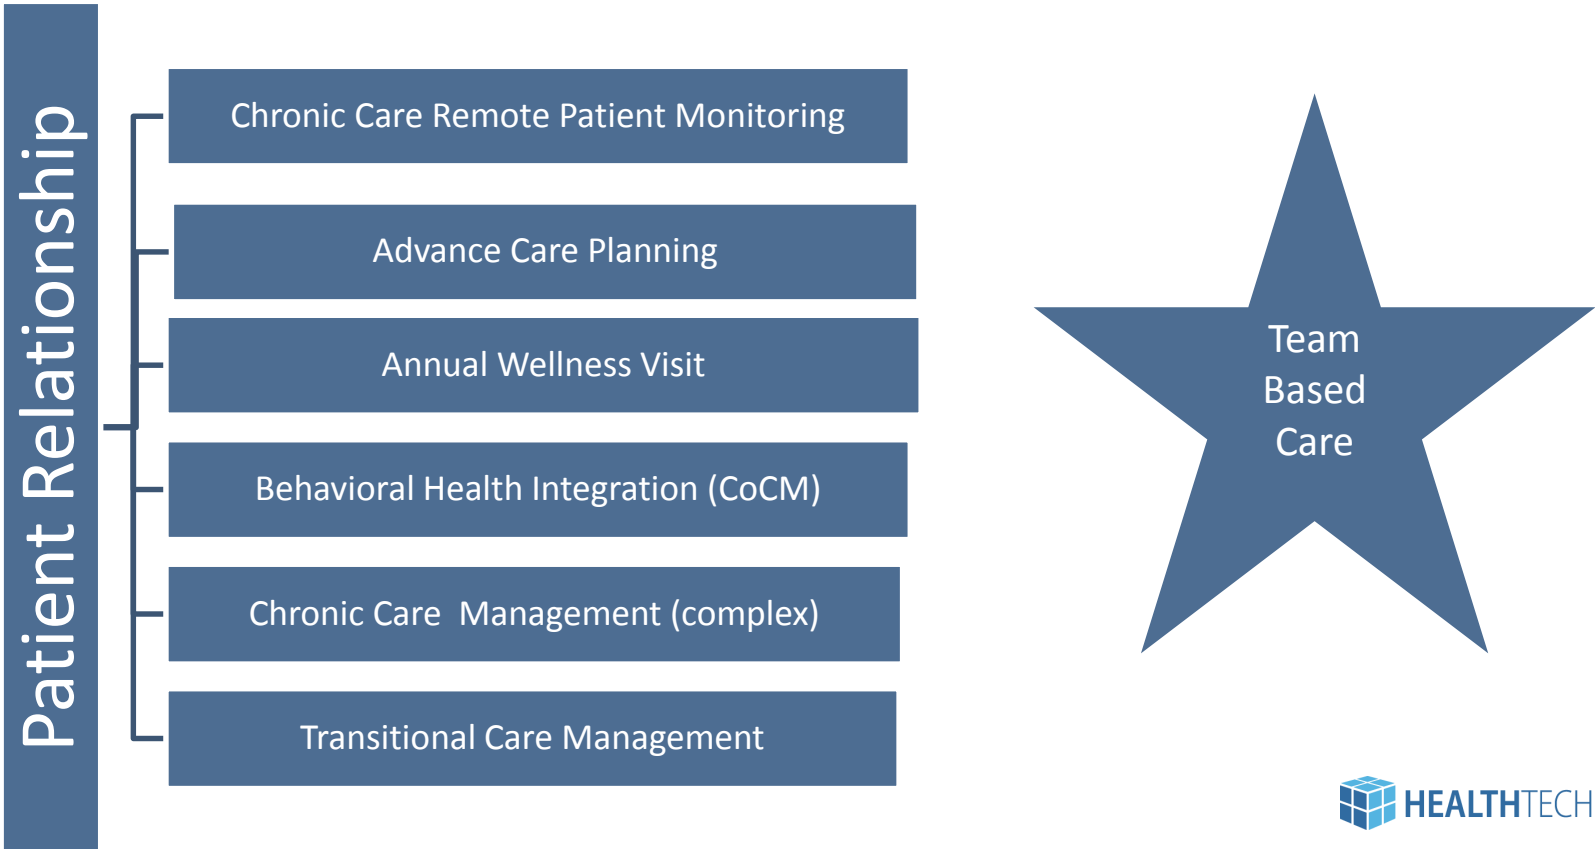 Patient Relationship
Chronic Care Remote Patient Monitoring
Advance Care Planning
Annual Wellness Visit
Behavioral Health Integration (CoCM)
Chronic Care  Management (complex)
Transitional Care Management
Team
Based
Care
HEALTHTECH